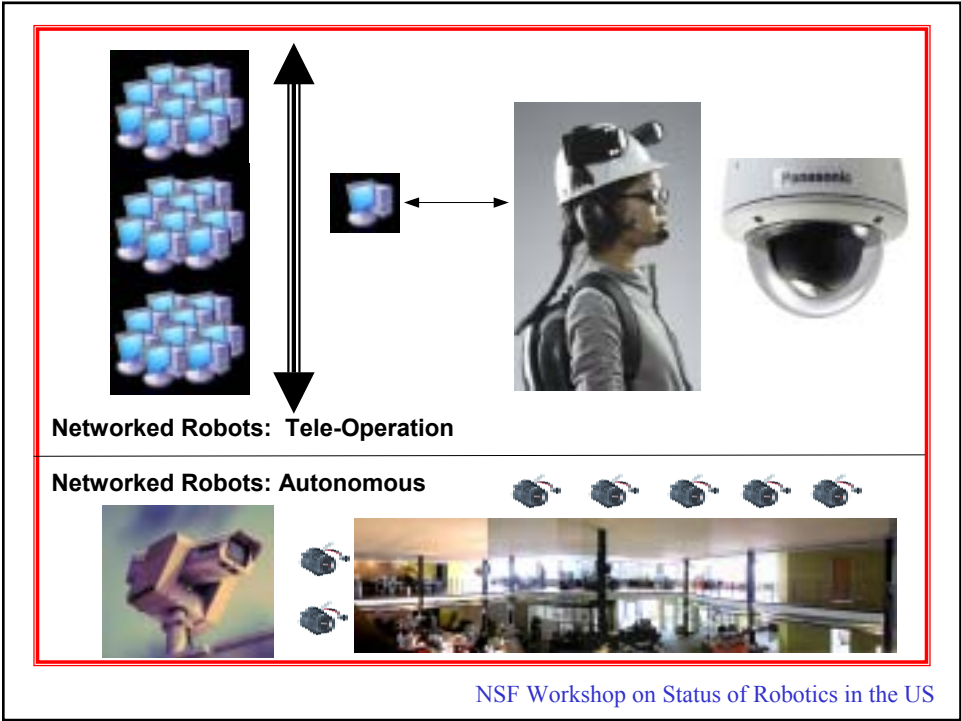 Panasonic
Networked Robots: Tele-Operation
Networked Robots: Autonomous
NSF Workshop on Status of Robotics in the US